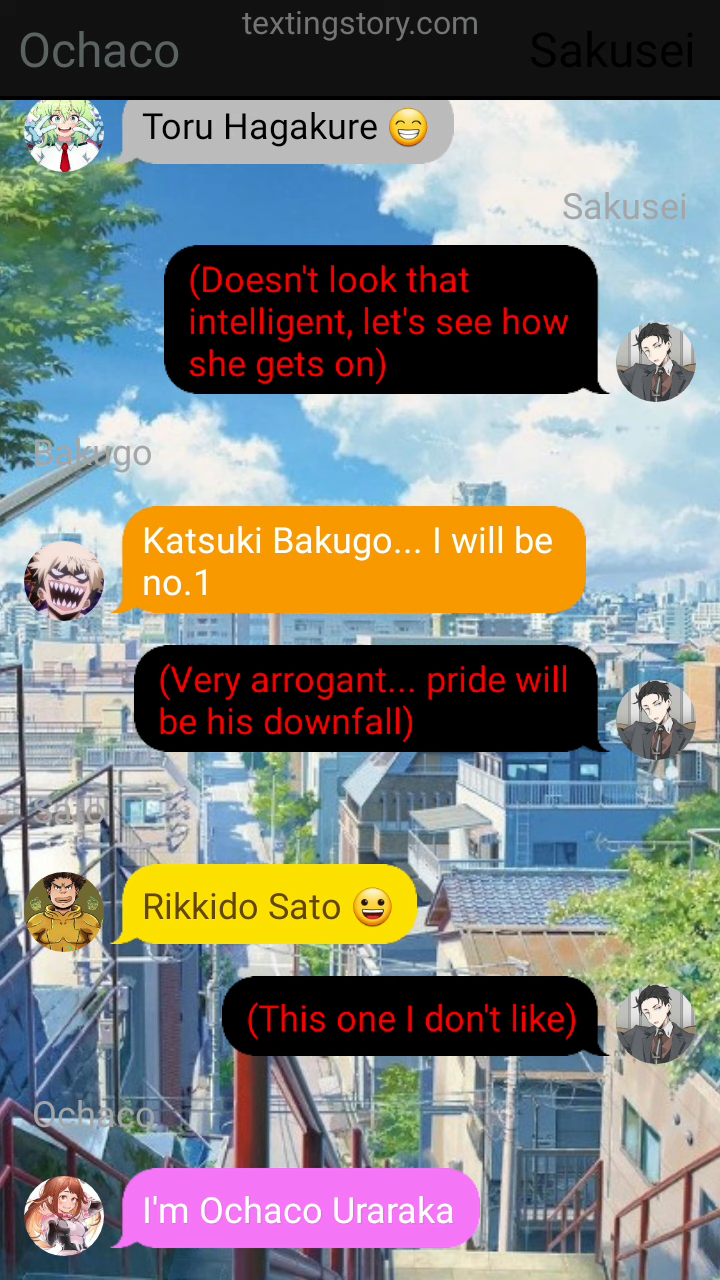 textingstory.com
Ochaco
Sakusei
Toru Hagakure 😁
Sakusei
(Doesn't look that
intelligent, let's see how
she gets on)
Bakugo
Katsuki Bakugo... I will be
no.1
(Very arrogant... pride will
be his downfall)
Sato
Rikkido Sato 😀
(This one I don't like)
Ochaco
I'm Ochaco Uraraka